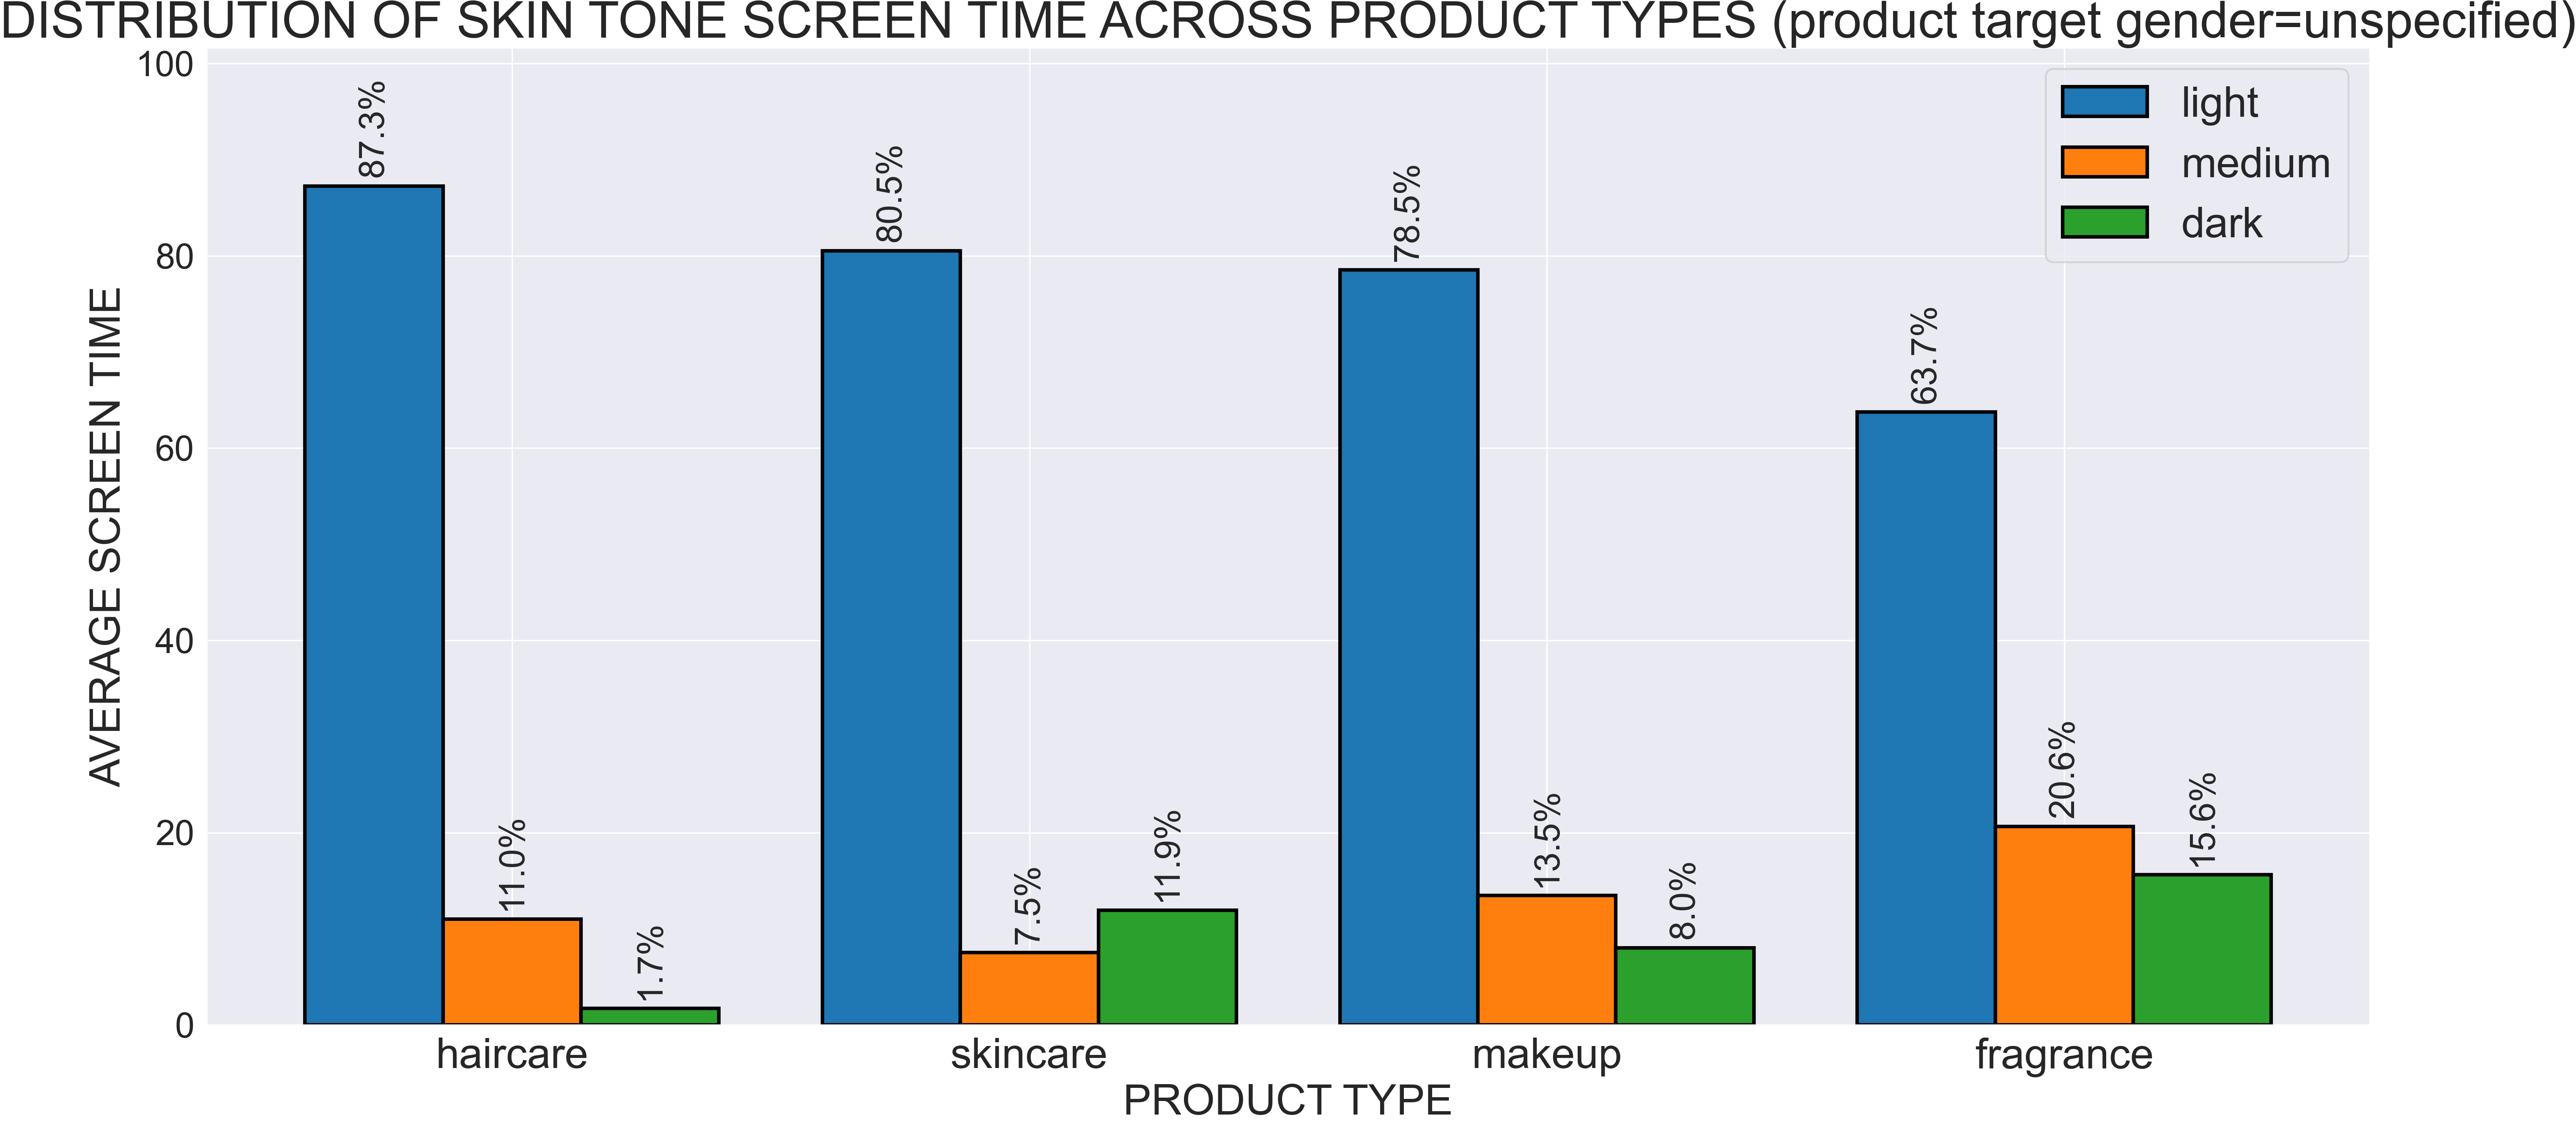 DISTRIBUTION OF SKIN TONE SCREEN TIME ACROSS PRODUCT TYPES (product target gender=unspecified)
AVERAGE SCREEN TIME
100
80
60
40
20
0
light
medium
dark
87.3%
11.0%
1.7%
80.5%
7.5%
11.9%
78.5%
13.5%
8.0%
63.7%
20.6%
15.6%
haircare
skincare
makeup
fragrance
PRODUCT TYPE